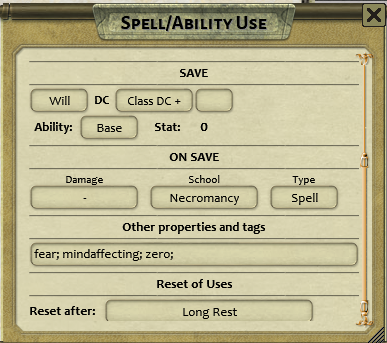 Spell/Ability Use
SAVE
Will DC Class DC +
Ability: Base Stat: 0
ON SAVE
Damage School Type
- Necromancy Spell
Other properties and tags
fear; mindaffecting; zero;
Reset of Uses
Reset after: Long Rest